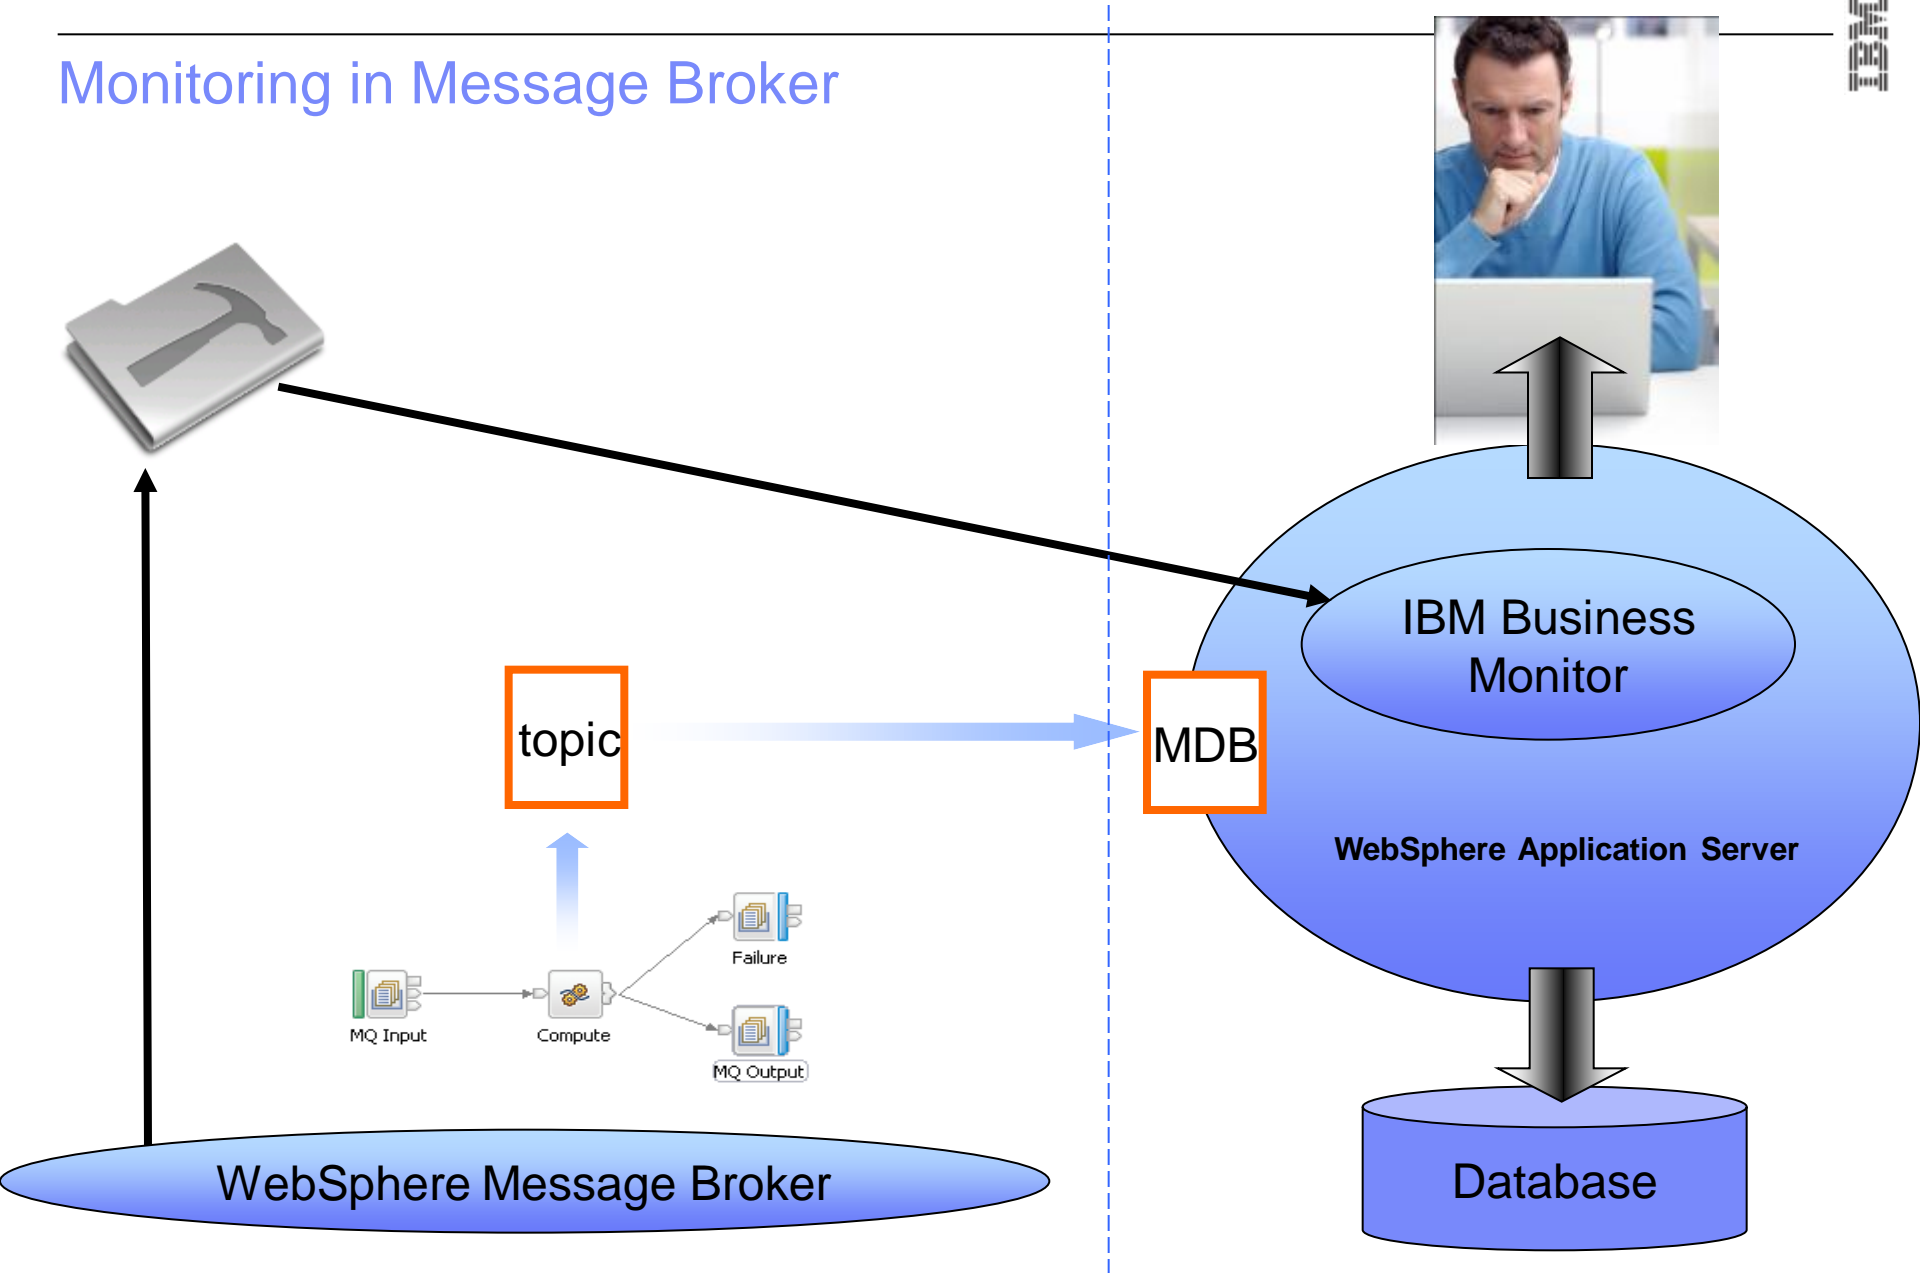 IBM
Monitoring in Message Broker
IBM Business
Monitor
topic
MDB
WebSphere Application Server
Failure
MQ Input
Compute
MQ Output
WebSphere Message Broker
Database